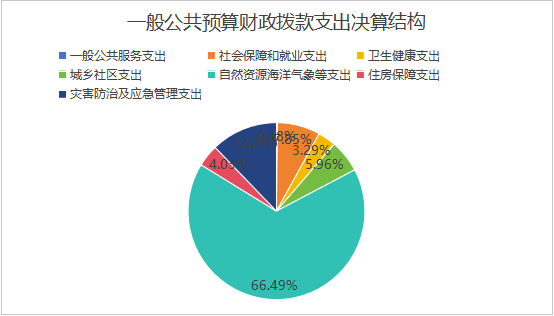 一般公共预算财政拨款支出决算结构
一般公共服务支出 社会保障和就业支出 卫生健康支出
城乡社区支出 自然资源海洋气象等支出 住房保障支出
灾害防治及应急管理支出
3.29%
5.96%
66.49%